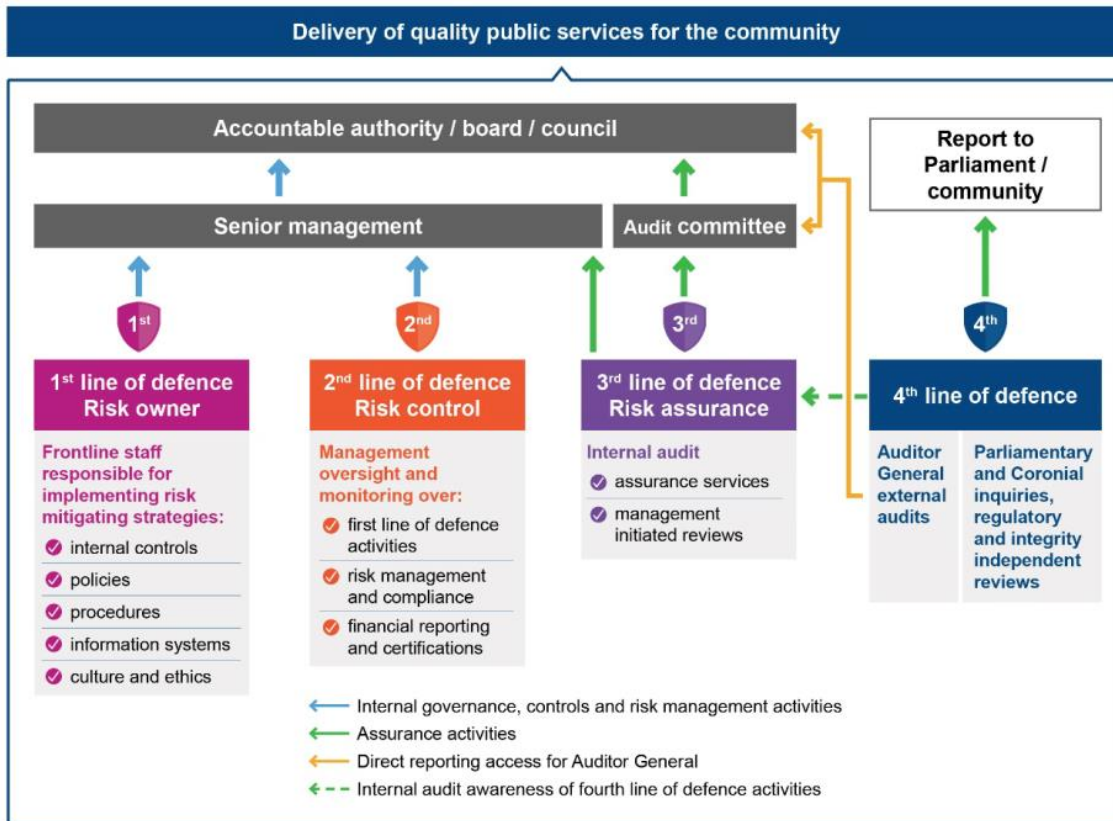 Delivery of quality public services for the community
Accountable authority / board / council
Report to
Parliament /
community
Senior management
Audit committee
1st
2nd
3rd
4th
1st line of defence
Risk owner
Frontline staff
responsible for
implementing risk
mitigating strategies:
internal controls
policies
procedures
information systems
culture and ethics
2nd line of defence
Risk control
Management
oversight and
monitoring over:
first line of defence
activities
risk management
and compliance
financial reporting
and certifications
3rd line of defence
Risk assurance
Internal audit
assurance services
management
initiated reviews
4th line of defence
Auditor
General
external
audits
Parliamentary
and Coronial
inquiries,
regulatory
and integrity
independent
reviews
Internal governance, controls and risk management activities
Assurance activities
Direct reporting access for Auditor General
Internal audit awareness of fourth line of defence activities